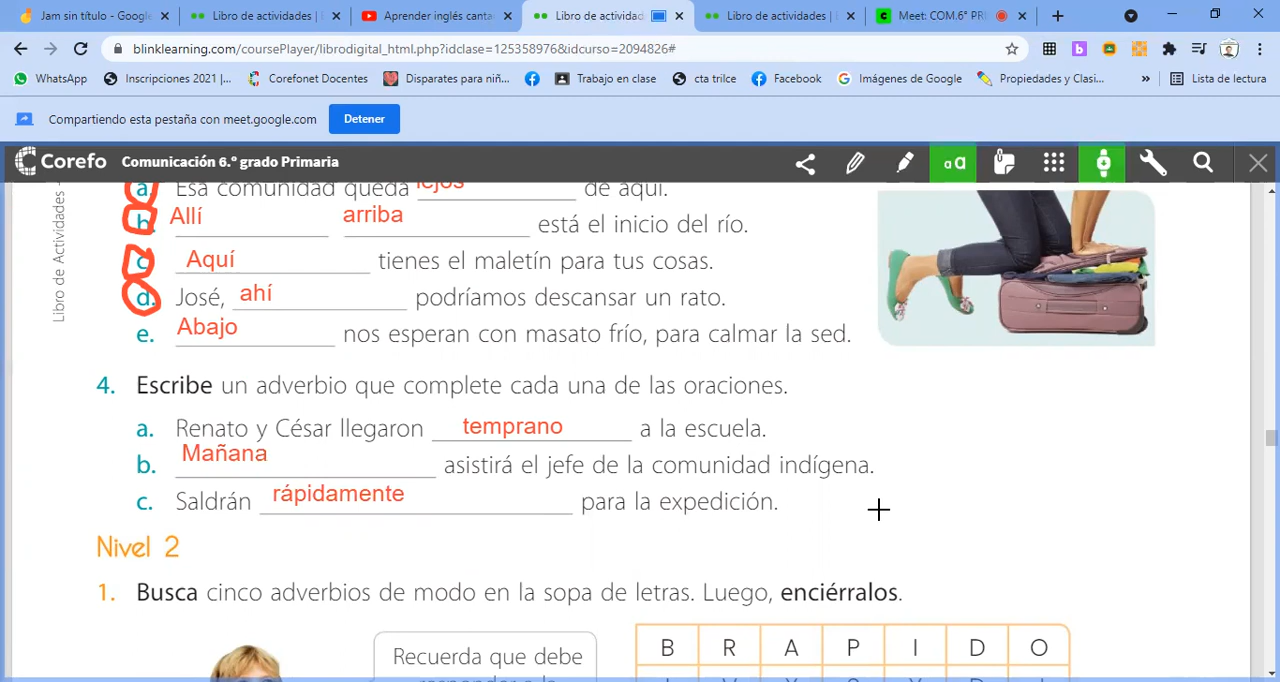 Jam sin título - Google
Libro de actividades |
Aprender inglés canta
Libro de actividad
Libro de actividades |
Meet: COM.6° PR
blinklearning.com/coursePlayer/librodigital_html.php?idclase=125358976&idcurso=2094826#
WhatsApp
Inscripciones 2021 |...
Corefonet Docentes
Disparates para niñ...
Trabajo en clase
cta trilce
Facebook
Imágenes de Google
Propiedades y Clasi...
»
Lista de lectura
Compartiendo esta pestaña con meet.google.com
Detener
Corefo
Comunicación 6.º grado Primaria
aa
Libro de Actividades -
a. Esa comunidad queda lejos de aquí.
b. Allí arriba está el inicio del río.
c. Aquí tienes el maletín para tus cosas.
d. José, ahí podríamos descansar un rato.
e. Abajo nos esperan con masato frío, para calmar la sed.
4. Escribe un adverbio que complete cada una de las oraciones.
a. Renato y César llegaron temprano a la escuela.
b. Mañana asistirá el jefe de la comunidad indígena.
c. Saldrán rápidamente para la expedición.
Nivel 2
1. Busca cinco adverbios de modo en la sopa de letras. Luego, enciérralos.
Recuerda que debe
B R A P I D O